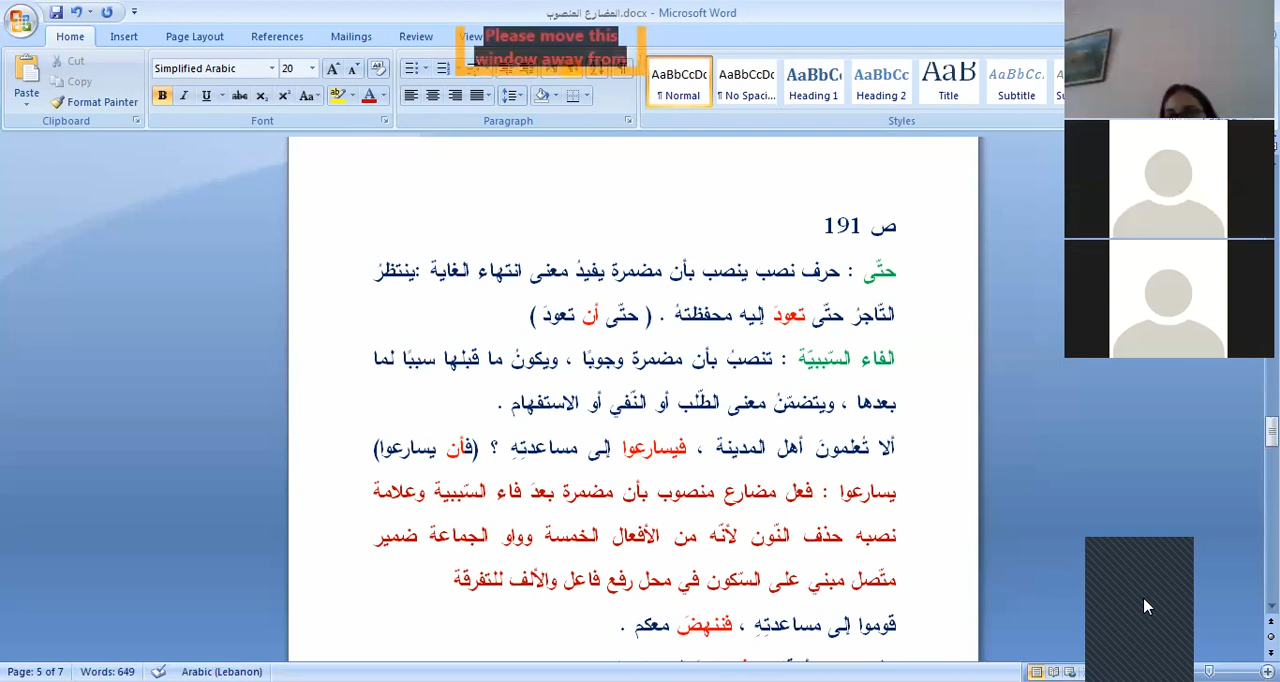 المضارع المنصوب.docx - Microsoft Word
Home Insert Page Layout References Mailings Review View
Please move this
window away from
Paste
Cut
Copy
Format Painter
Simplified Arabic 20
AaBbCcDc AaBbCcDc AaBbC AaBbCc AaB AaBbCc
¶ Normal ¶ No Spaci... Heading 1 Heading 2 Title Subtitle
Clipboard Font Paragraph Styles
ص 191
حتّى : حرف نصب ينصب بأن مضمرة يفيدُ معنى انتهاء الغاية :ينتظرُ
التّاجرُ حتّى تعودَ إليه محفظتهُ . ( حتّى أن تعودَ )
الفاء السّببيّة : تنصبُ بأن مضمرة وجوبًا ، ويكونُ ما قبلها سببًا لما
بعدها ، ويتضمّنُ معنى الطّلب أو النّفي أو الاستفهام .
ألا تُعلمونَ أهل المدينة ، فيسارعوا إلى مساعدتِهِ ؟ (فأن يسارعوا)
يسارعوا : فعل مضارع منصوب بأن مضمرة بعدَ فاء السّببية وعلامة
نصبه حذف النّون لأنّه من الأفعال الخمسة وواو الجماعة ضمير
متّصل مبني على السّكون في محل رفع فاعل والألف للتفرقة
قوموا إلى مساعدتِهِ ، فننهضَ معكم .
Page: 5 of 7 Words: 649 Arabic (Lebanon)